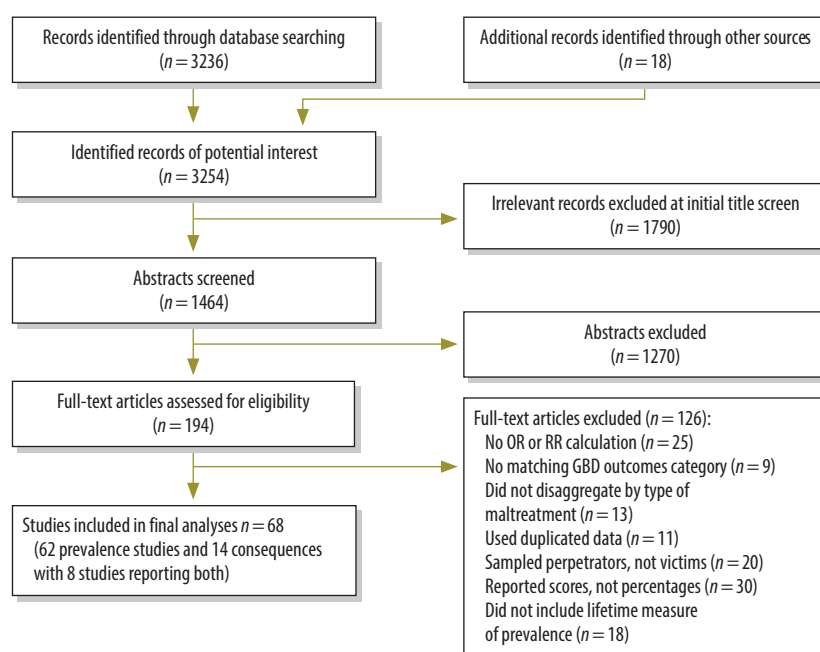 Records identified through database searching
(n = 3236)
Additional records identified through other sources
(n = 18)
Identified records of potential interest
(n = 3254)
Irrelevant records excluded at initial title screen
(n = 1790)
Abstracts screened
(n = 1464)
Abstracts excluded
(n = 1270)
Full-text articles assessed for eligibility
(n = 194)
Full-text articles excluded (n = 126):
No OR or RR calculation (n = 25)
No matching GBD outcomes category (n = 9)
Did not disaggregate by type of
maltreatment (n = 13)
Used duplicated data (n = 11)
Sampled perpetrators, not victims (n = 20)
Reported scores, not percentages (n = 30)
Did not include lifetime measure
of prevalence (n = 18)
Studies included in final analyses n = 68
(62 prevalence studies and 14 consequences
with 8 studies reporting both)